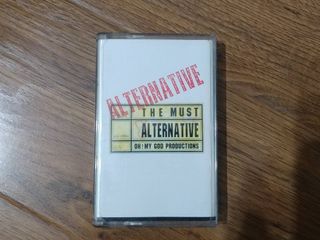 ALTERNATIVE
THE MUST
ALTERNATIVE
OH! MY GOD PRODUCTIONS